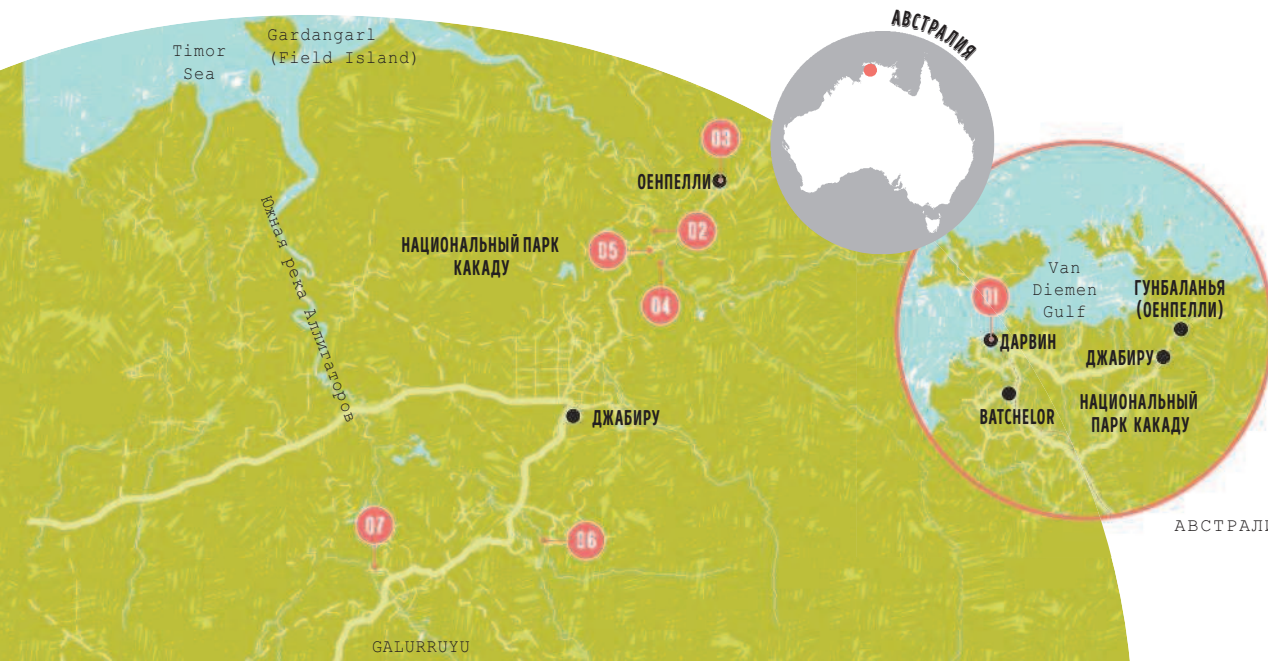 Timor
Sea
Gardangarl
(Field Island)
АВСТРАЛИЯ
03
ОЕНПЕЛЛИ
02
05
04
НАЦИОНАЛЬНЫЙ ПАРК
КАКАДУ
Южная река Аллигаторов
ДЖАБИРУ
07
06
GALURRUYU
Van
Diemen
Gulf
01
ГУНБАЛАНЬЯ
(ОЕНПЕЛЛИ)
ДАРВИН
ДЖАБИРУ
BATCHELOR
НАЦИОНАЛЬНЫЙ
ПАРК КАКАДУ
АВСТРАЛИ